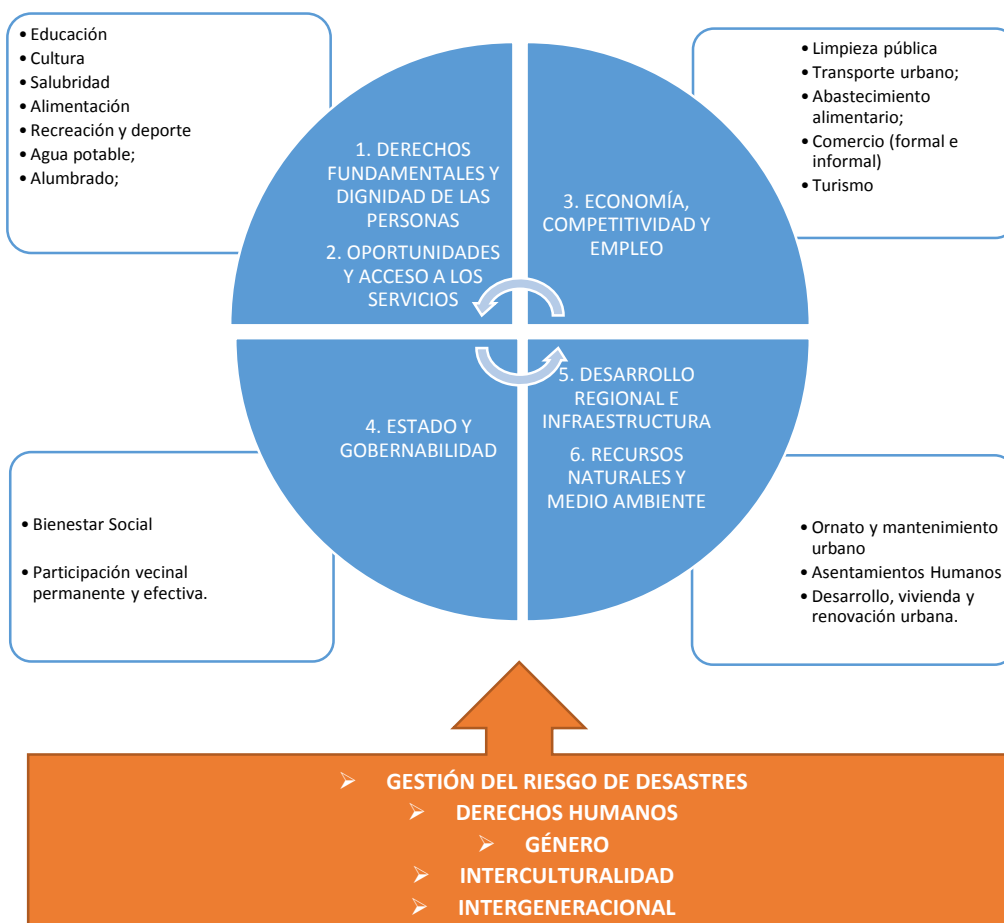 • Educación
• Cultura
• Salubridad
• Alimentación
• Recreación y deporte
• Agua potable;
• Alumbrado;
• Limpieza pública
• Transporte urbano;
• Abastecimiento
alimentario;
• Comercio (formal e
informal)
• Turismo
1. DERECHOS
FUNDAMENTALES Y
DIGNIDAD DE LAS
PERSONAS
2. OPORTUNIDADES
Y ACCESO A LOS
SERVICIOS
3. ECONOMÍA,
COMPETITIVIDAD Y
EMPLEO
4. ESTADO Y
GOBERNABILIDAD
5. DESARROLLO
REGIONAL E
INFRAESTRUCTURA
6. RECURSOS
NATURALES Y
MEDIO AMBIENTE
• Bienestar Social
• Participación vecinal
permanente y efectiva.
• Ornato y mantenimiento
urbano
• Asentamientos Humanos
• Desarrollo, vivienda y
renovación urbana.
➢ GESTIÓN DEL RIESGO DE DESASTRES
➢ DERECHOS HUMANOS
➢ GÉNERO
➢ INTERCULTURALIDAD
➢ INTERGENERACIONAL